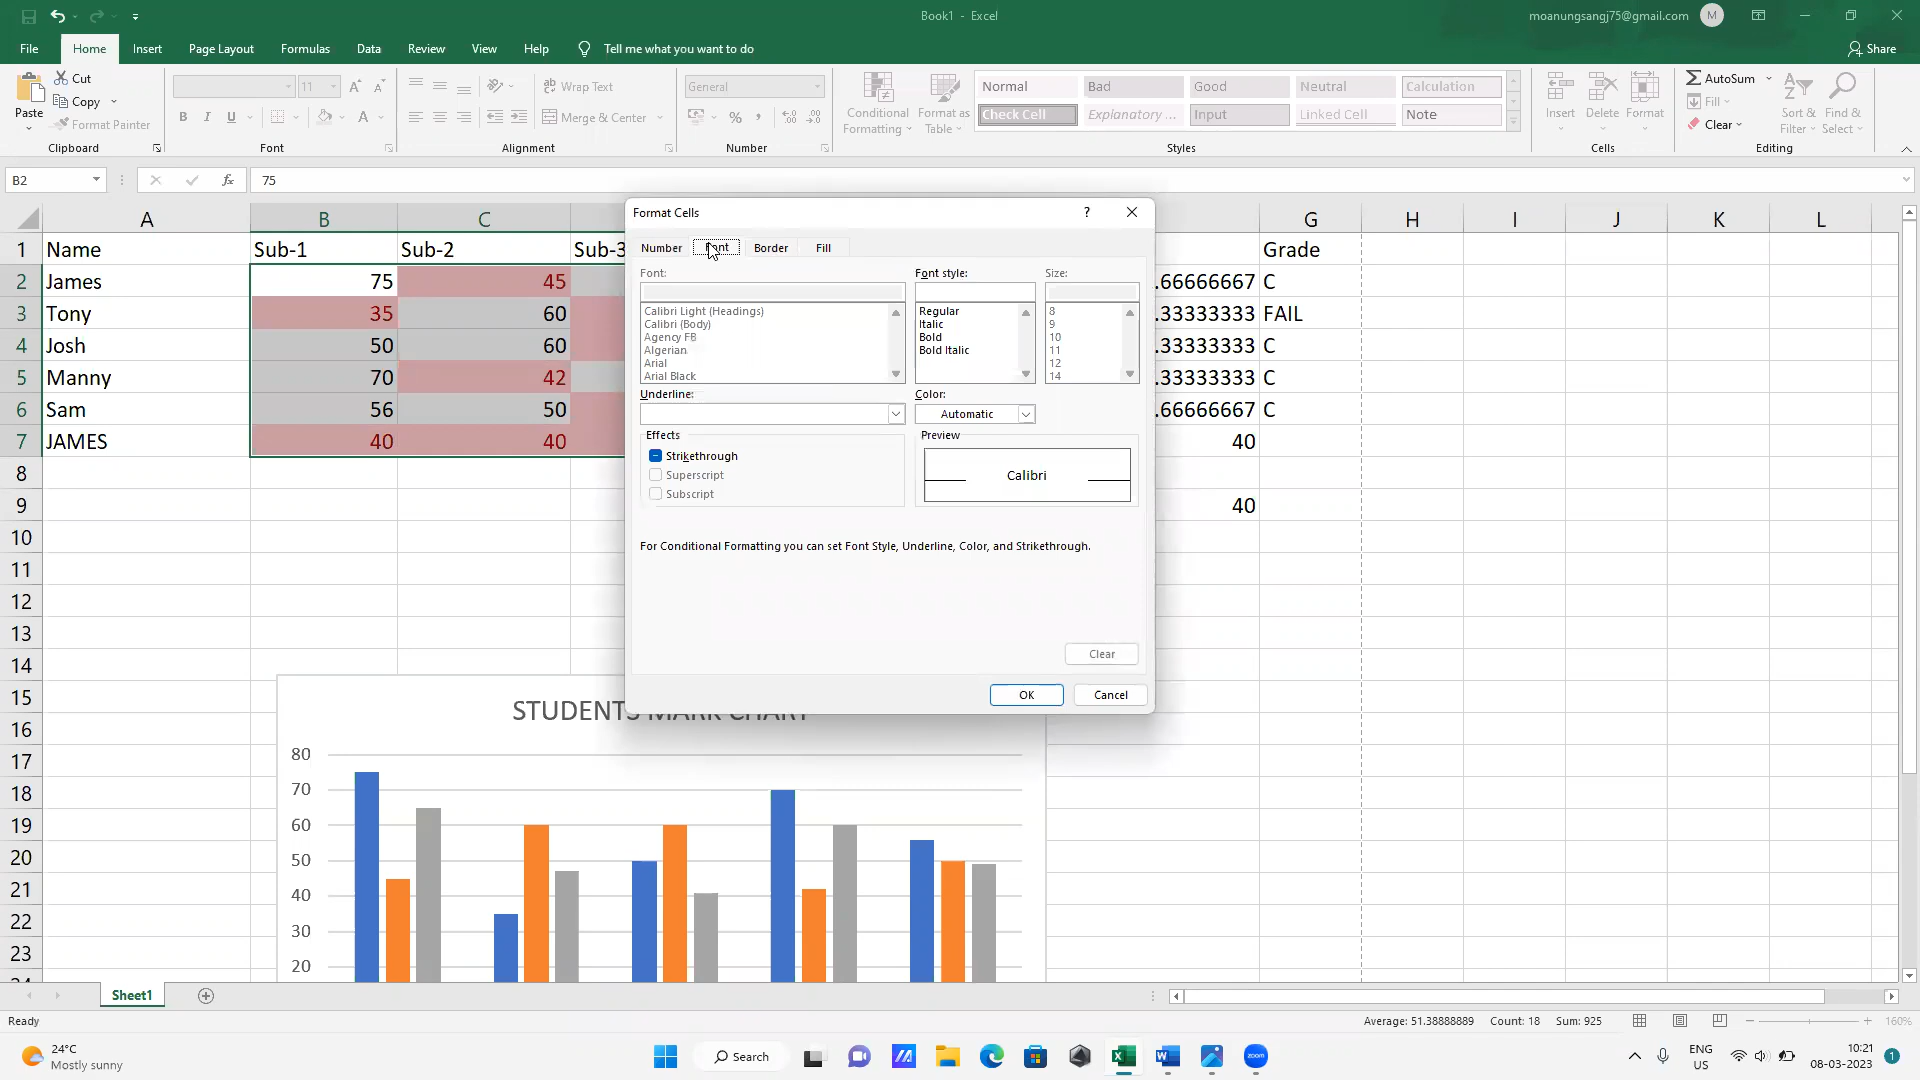 Book1 - Excel
moanungsangj75@gmail.com
M
File
Home
Insert
Page Layout
Formulas
Data
Review
View
Help
Tell me what you want to do
Share
Paste
Cut
Copy
Format Painter
Clipboard
11
B I U
Font
Wrap Text
Merge & Center
Alignment
General
%
Number
Conditional Formatting
Format as Table
Normal
Bad
Good
Neutral
Calculation
Check Cell
Explanatory ...
Input
Linked Cell
Note
Styles
Insert
Delete
Format
Cells
AutoSum
Fill
Clear
Sort & Filter
Find & Select
Editing
B2
fx
75
A B C G H I J K L
1 Name Sub-1 Sub-2 Sub-3 Grade
2 James 75 45 .66666667 C
3 Tony 35 60 .33333333 FAIL
4 Josh 50 60 .33333333 C
5 Manny 70 42 .33333333 C
6 Sam 56 50 .66666667 C
7 JAMES 40 40 40
8
9 40
10
11
12
13
14
15
16
17
18
19
20
21
22
23
Format Cells
?
Number
Font
Border
Fill
Font:
Font style:
Size:
Calibri Light (Headings)
Calibri (Body)
Agency FB
Algerian
Arial
Arial Black
Regular
Italic
Bold
Bold Italic
8
9
10
11
12
14
Underline:
Color:
Automatic
Effects
Strikethrough
Superscript
Subscript
Preview
Calibri
For Conditional Formatting you can set Font Style, Underline, Color, and Strikethrough.
Clear
OK
Cancel
STUDENTS MARK CHART
80
70
60
50
40
30
20
Sheet1
Ready
Average: 51.38888889
Count: 18
Sum: 925
160%
24°C
Mostly sunny
Search
zoom
ENG
US
10:21
08-03-2023
1